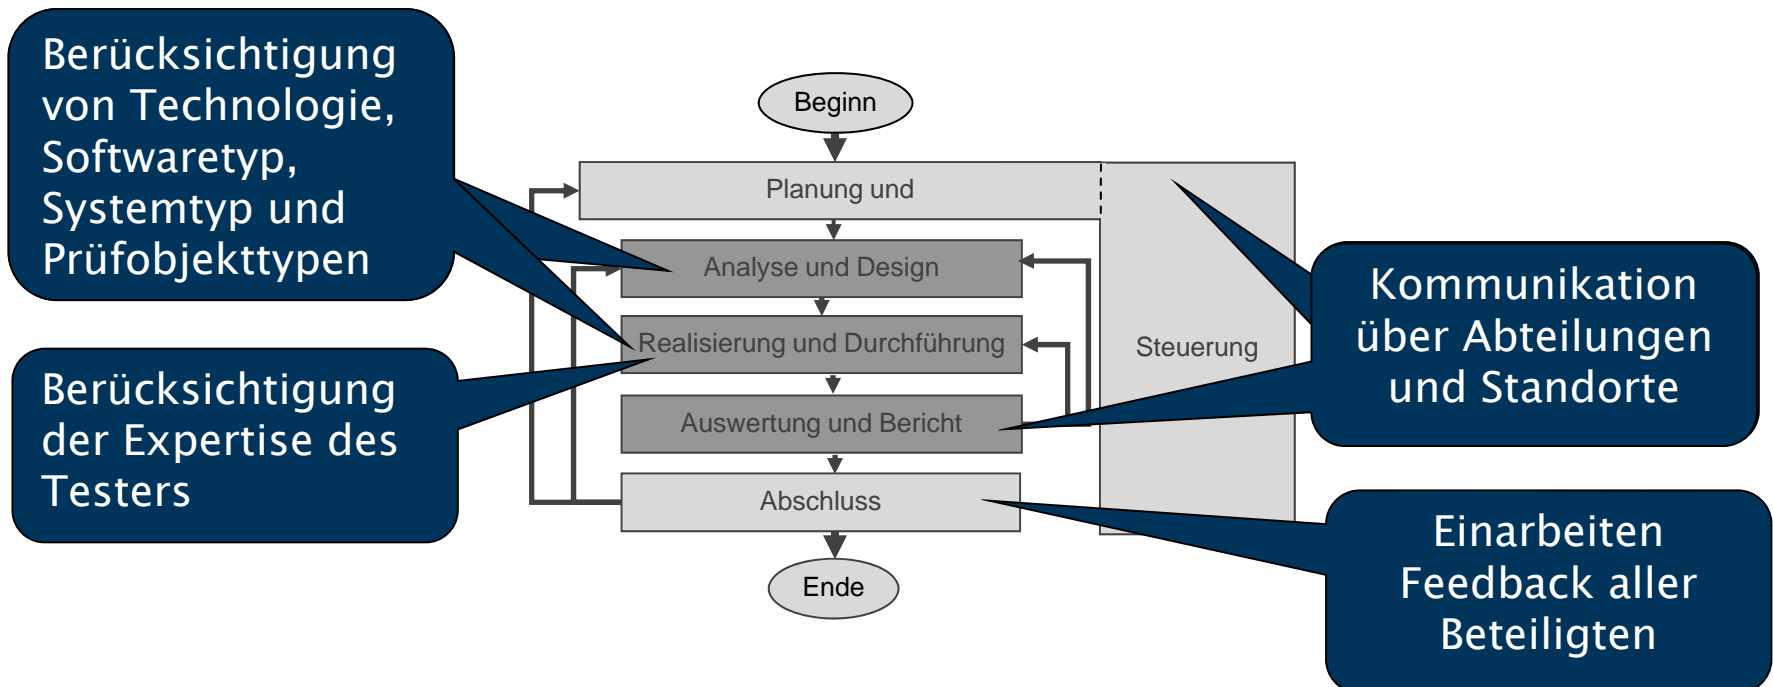 Berücksichtigung
von Technologie,
Softwaretyp,
Systemtyp und
Prüfobjekttypen
Berücksichtigung
der Expertise des
Testers
Beginn
Planung und
Analyse und Design
Realisierung und Durchführung
Auswertung und Bericht
Abschluss
Ende
Steuerung
Kommunikation
über Abteilungen
und Standorte
Einarbeiten
Feedback aller
Beteiligten